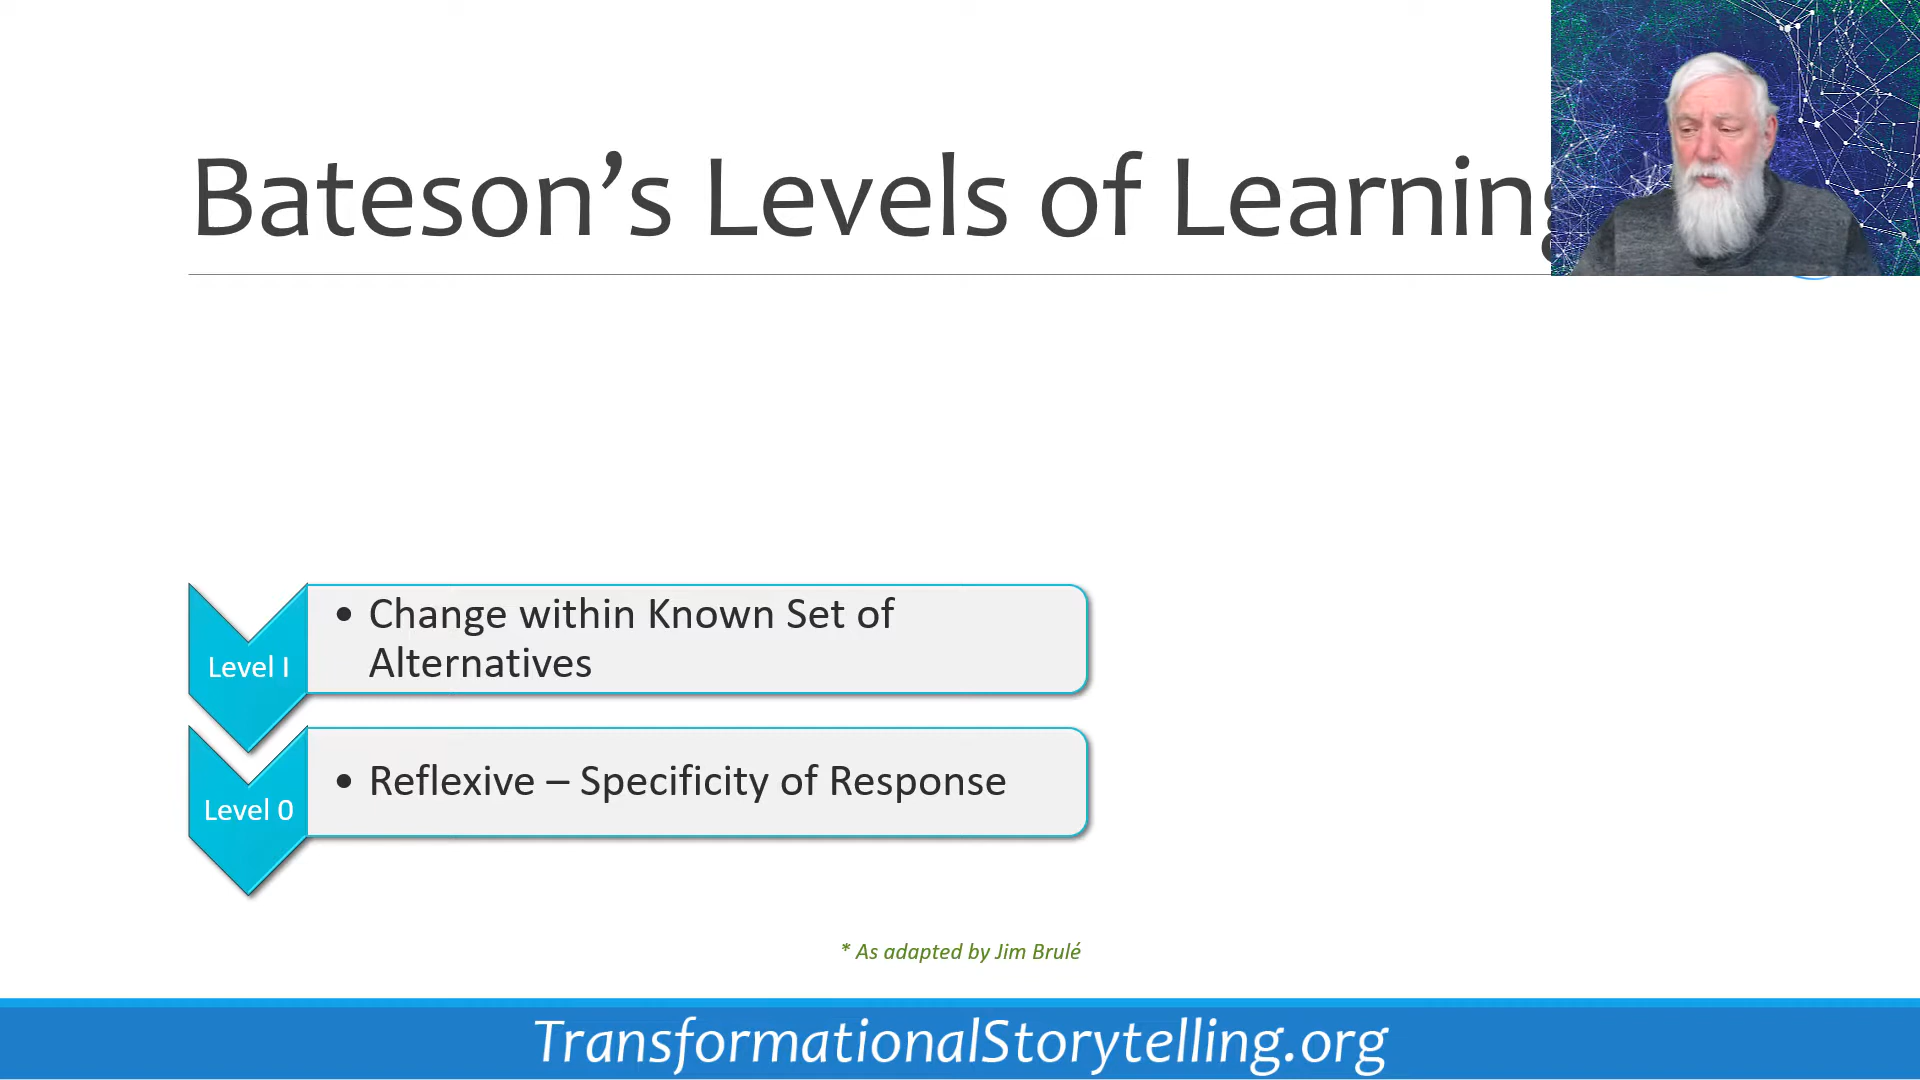 Bateson’s Levels of Learning
• Change within Known Set of
Alternatives
Level I
• Reflexive – Specificity of Response
Level 0
* As adapted by Jim Brulé
TransformationalStorytelling.org